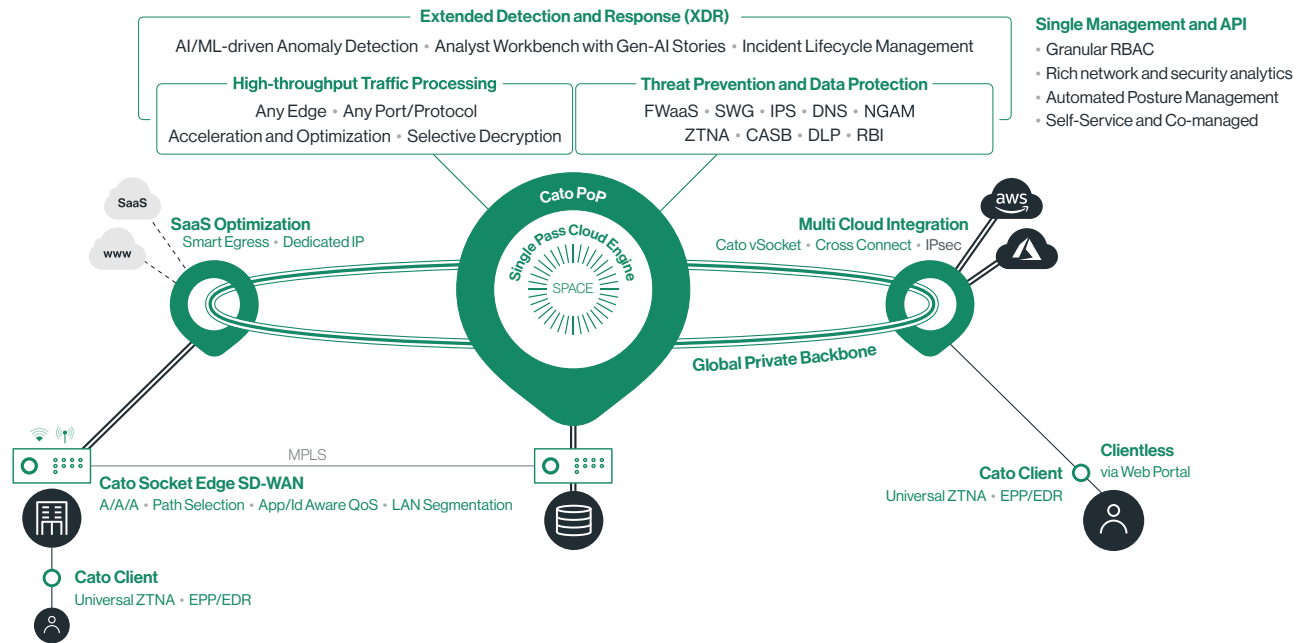 Extended Detection and Response (XDR)
AI/ML-driven Anomaly Detection • Analyst Workbench with Gen-AI Stories • Incident Lifecycle Management
High-throughput Traffic Processing
Any Edge • Any Port/Protocol
Acceleration and Optimization • Selective Decryption
Threat Prevention and Data Protection
FWaaS • SWG • IPS • DNS • NGAM
ZTNA • CASB • DLP • RBI
Single Management and API
• Granular RBAC
• Rich network and security analytics
• Automated Posture Management
• Self-Service and Co-managed
SaaS
www
SaaS Optimization
Smart Egress • Dedicated IP
Cato PoP
Single Pass Cloud Engine
SPACE
Multi Cloud Integration
Cato vSocket • Cross Connect • IPsec
aws
Global Private Backbone
MPLS
Cato Socket Edge SD-WAN
A/A/A • Path Selection • App/Id Aware QoS • LAN Segmentation
Cato Client
Universal ZTNA • EPP/EDR
Clientless
via Web Portal
Cato Client
Universal ZTNA • EPP/EDR